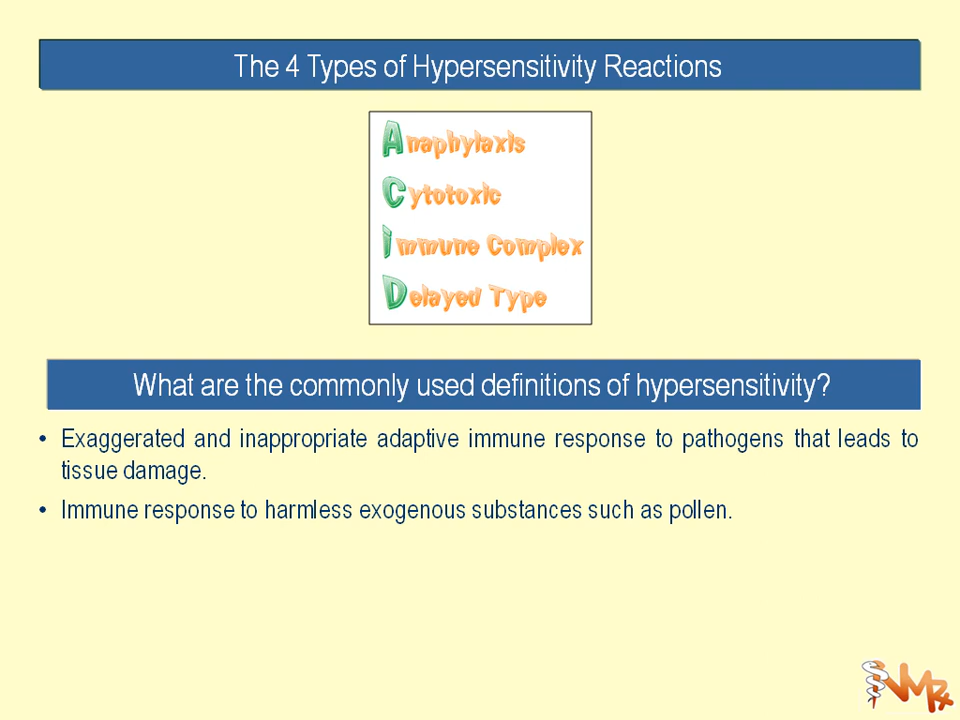 The 4 Types of Hypersensitivity Reactions
Anaphylaxis
Cytotoxic
Immune Complex
Delayed Type
What are the commonly used definitions of hypersensitivity?
• Exaggerated and inappropriate adaptive immune response to pathogens that leads to
tissue damage.
• Immune response to harmless exogenous substances such as pollen.
VMRx